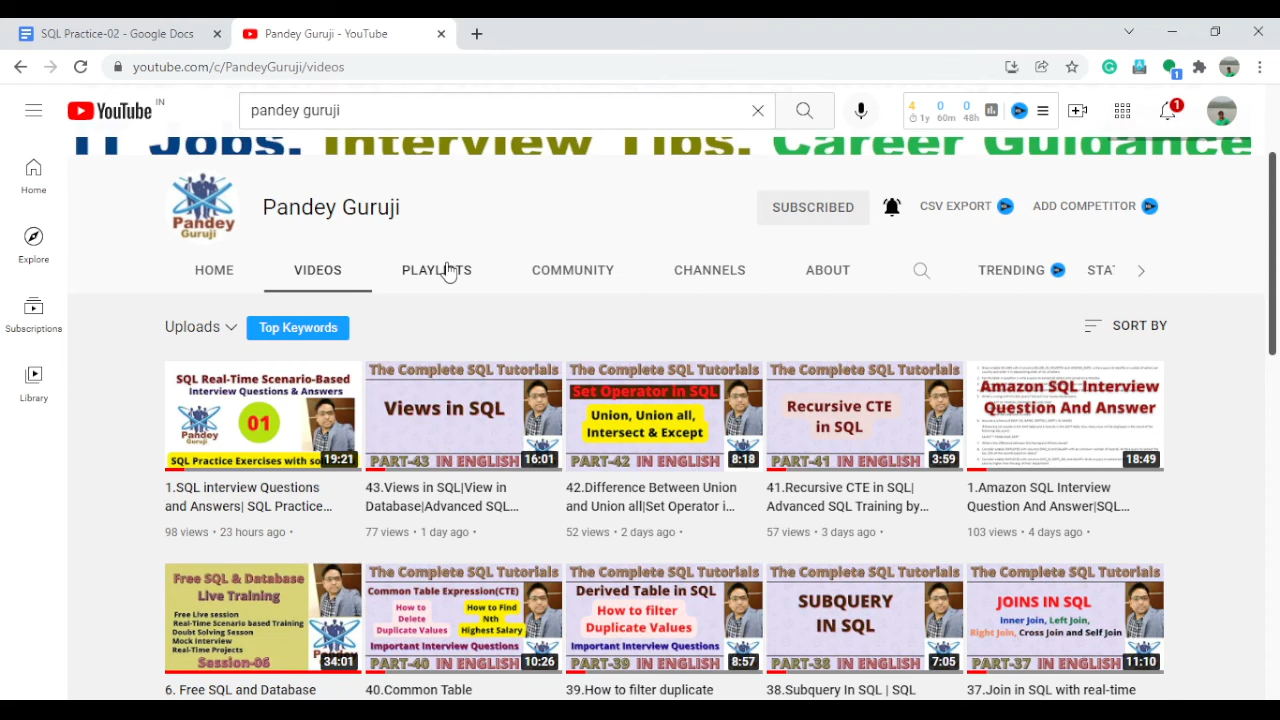 SQL Practice-02 - Google Docs
Pandey Guruji - YouTube
youtube.com/c/PandeyGuruji/videos
YouTube IN
pandey guruji
4 0 0
1y 60m 48h
1
1
IT Jobs. Interview Tips. Career Guidance
Home
Explore
Subscriptions
Library
Pandey
Guruji
Pandey Guruji
SUBSCRIBED
CSV EXPORT
ADD COMPETITOR
HOME VIDEOS PLAYLISTS COMMUNITY CHANNELS ABOUT TRENDING STAT
Uploads
Top Keywords
SORT BY
SQL Real-Time Scenario-Based
Interview Questions & Answers
Pandey
Guruji
01
SQL Practice Exercises with solu
18:21
1.SQL interview Questions
and Answers| SQL Practice...
98 views • 23 hours ago •
The Complete SQL Tutorials
Views in SQL
PART-43 IN ENGLISH
16:01
43.Views in SQL|View in
Database|Advanced SQL...
77 views • 1 day ago •
The Complete SQL Tutorials
Set Operator in SQL
Union, Union all,
Intersect & Except
PART-42 IN ENGLISH
8:18
42.Difference Between Union
and Union all|Set Operator i...
52 views • 2 days ago •
The Complete SQL Tutorials
Recursive CTE
in SQL
PART-41 IN ENGLISH
3:59
41.Recursive CTE in SQL|
Advanced SQL Training by...
57 views • 3 days ago •
Amazon SQL Interview
Question And Answer
18:49
1.Amazon SQL Interview
Question And Answer|SQL...
103 views • 4 days ago •
Free SQL & Database
Live Training
Free Live session
Real-Time Scenario based Training
Doubt Solving Sesson
Mock Interview
Real-Time Projects
Session-06
Pandey
Guruji
34:01
6. Free SQL and Database
The Complete SQL Tutorials
Common Table Expression(CTE)
How to
Delete
Duplicate Values
How to Find
Nth
Highest Salary
Important Interview Questions
PART-40 IN ENGLISH
10:26
40.Common Table
The Complete SQL Tutorials
Derived Table in SQL
How to filter
Duplicate Values
Important Interview Questions
PART-39 IN ENGLISH
8:57
39.How to filter duplicate
The Complete SQL Tutorials
SUBQUERY
IN SQL
PART-38 IN ENGLISH
7:05
38.Subquery In SQL | SQL
The Complete SQL Tutorials
JOINS IN SQL
Inner Join, Left Join,
Right Join, Cross Join and Self Join
PART-37 IN ENGLISH
11:10
37.Join in SQL with real-time